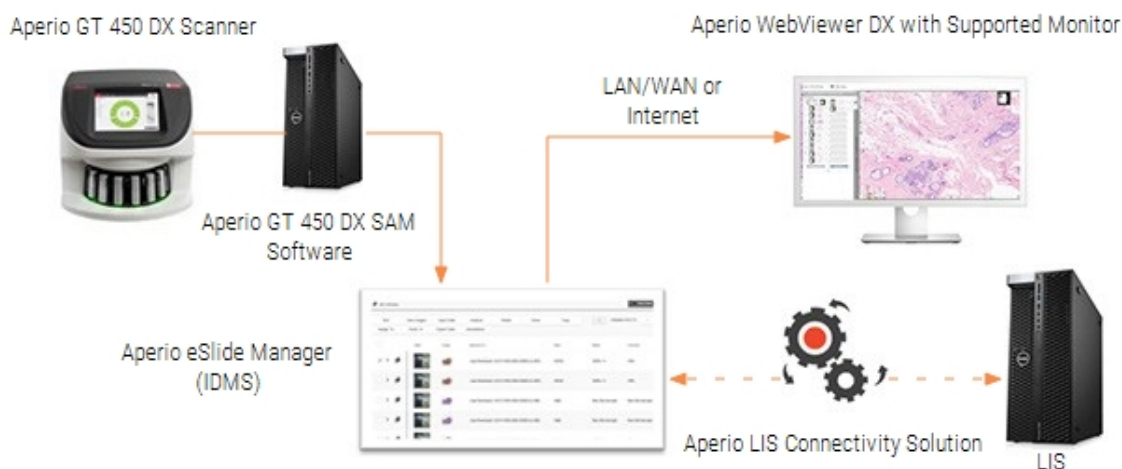 Aperio GT 450 DX Scanner
Aperio WebViewer DX with Supported Monitor
LAN/WAN or
Internet
Aperio GT 450 DX SAM
Software
Aperio eSlide Manager
(IDMS)
Aperio LIS Connectivity Solution
LIS